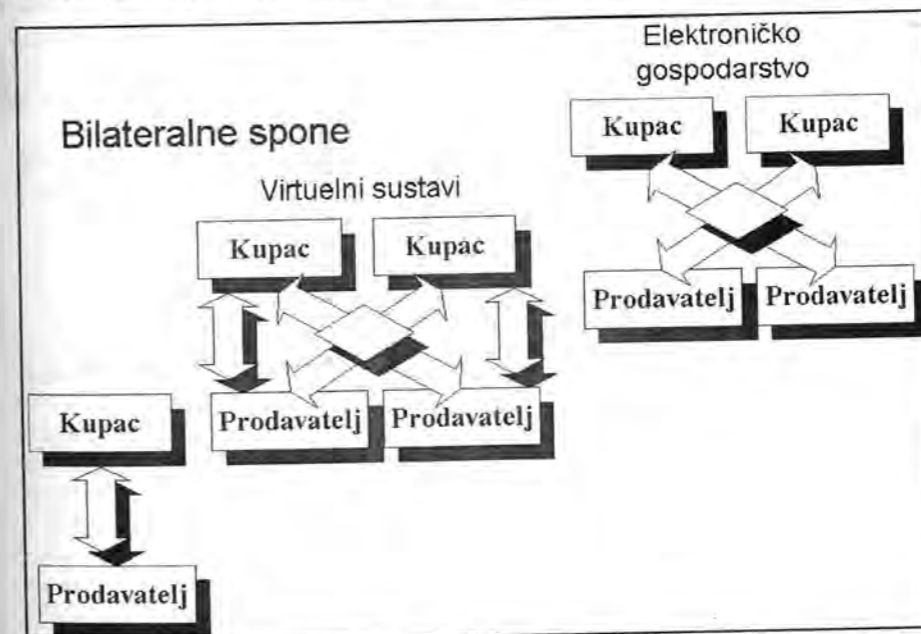 Elektroničko
gospodarstvo
Kupac Kupac
Prodavatelj Prodavatelj
Bilateralne spone
Virtuelni sustavi
Kupac Kupac
Prodavatelj Prodavatelj
Kupac
Prodavatelj